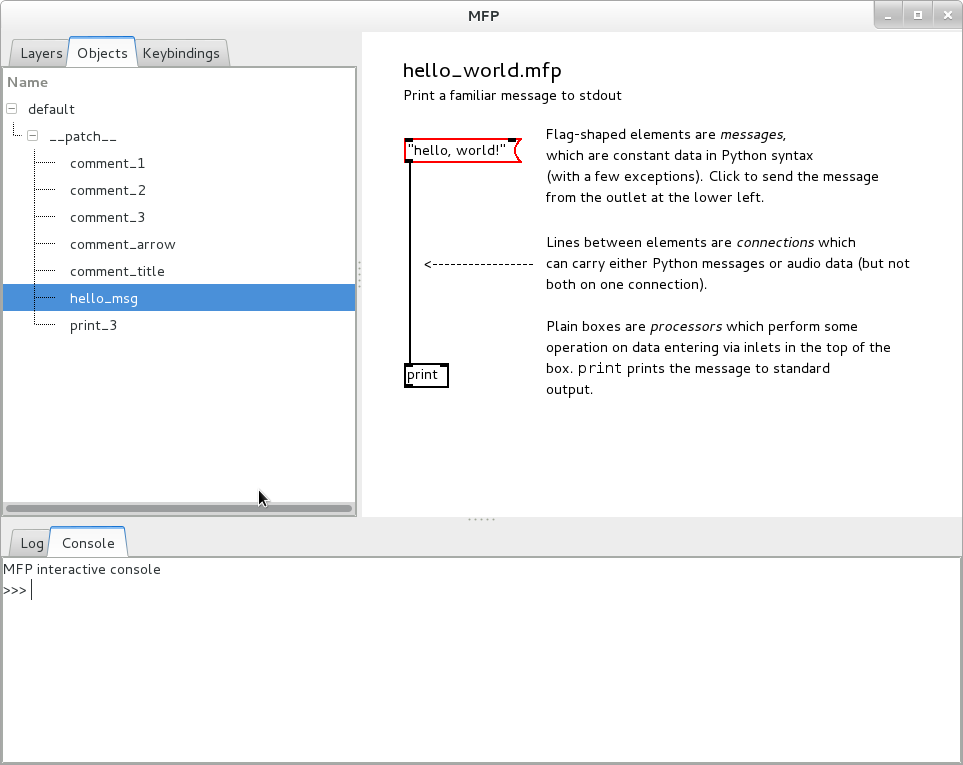 MFP
Layers Objects Keybindings
Name
default
__patch__
comment_1
comment_2
comment_3
comment_arrow
comment_title
hello_msg
print_3
hello_world.mfp
Print a familiar message to stdout
"hello, world!"
Flag-shaped elements are messages,
which are constant data in Python syntax
(with a few exceptions). Click to send the message
from the outlet at the lower left.
Lines between elements are connections which
<---------------- can carry either Python messages or audio data (but not
both on one connection).
Plain boxes are processors which perform some
operation on data entering via inlets in the top of the
box. print prints the message to standard
output.
print
Log Console
MFP interactive console
>>>